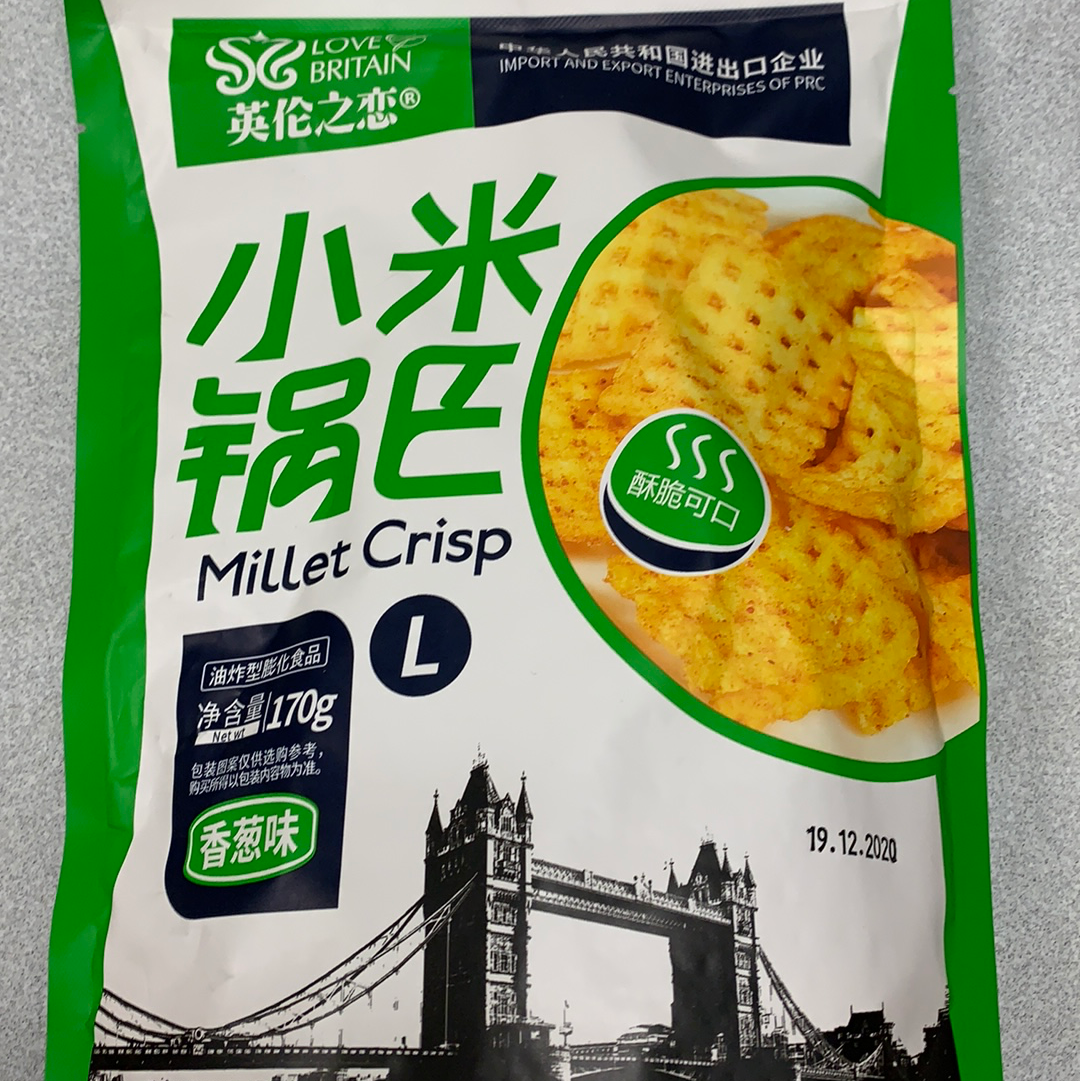 LOVE
BRITAIN
英伦之恋®
中华人民共和国进出口企业
IMPORT AND EXPORT ENTERPRISES OF PRC
小米
锅巴
Millet Crisp
酥脆可口
L
油炸型膨化食品
净含量 170g
Net wt
包装图案仅供选购参考，
购买所得以包装内容物为准。
香葱味
19.12.2020